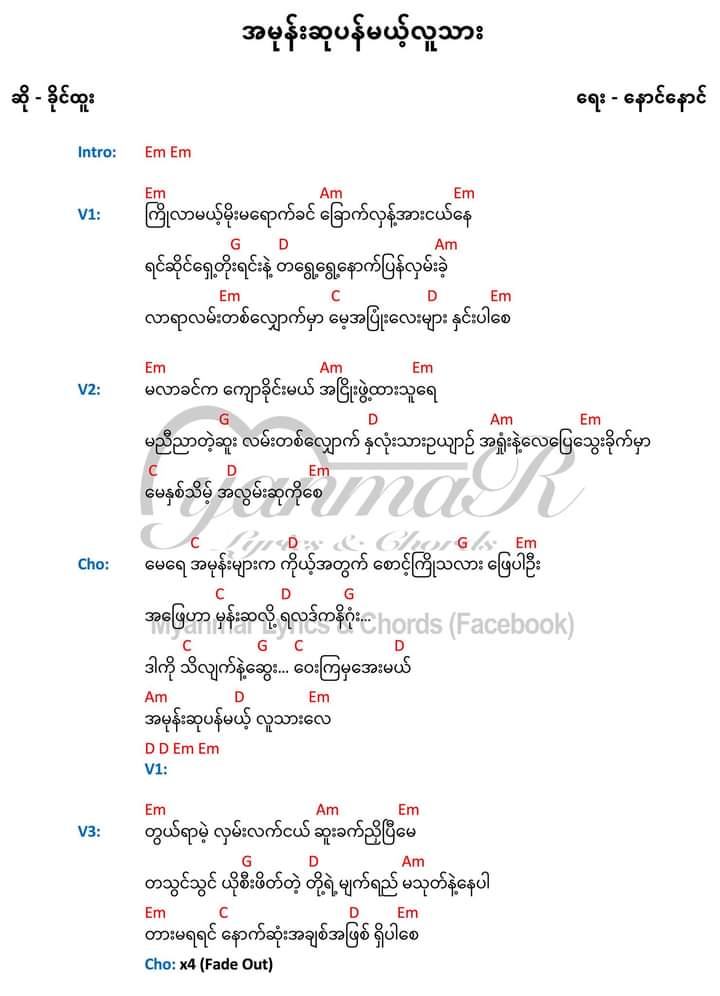 အမုန်းဆုပန်မယ့်လူသား
ဆို - ခိုင်ထူး
ရေး - နောင်နောင်
Intro: Em Em
Em Am Em
V1: ကြိုလာမယ့်မိုးမရောက်ခင် ခြောက်လှန့်အားငယ်နေ
G D Am
ရင်ဆိုင်ရှေ့တိုးရင်းနဲ့ တရွေ့ရွေ့နောက်ပြန်လှမ်းခဲ့
Em C D Em
လာရာလမ်းတစ်လျှောက်မှာ မေ့အပြုံးလေးများ နှင်းပါစေ
Em Am Em
V2: မလာခင်က ကျောခိုင်းမယ် အငြိုးဖွဲ့ထားသူရေ
G D Am Em
မညီညာတဲ့ဆူး လမ်းတစ်လျှောက် နှလုံးသားဥယျာဉ် အရှုံးနဲ့လေပြေသွေးခိုက်မှာ
C D Em
မေနှစ်သိမ့် အလွမ်းဆုကိုစေ
C D G Em
Cho: မေရေ အမုန်းများက ကိုယ့်အတွက် စောင့်ကြိုသလား ဖြေပါဦး
C D G
အဖြေဟာ မှန်းဆလို့ ရလဒ်ကနိဂုံး...
C G C D
ဒါကို သိလျက်နဲ့ဆွေး... ဝေးကြမှအေးမယ်
Am D Em
အမုန်းဆုပန်မယ့် လူသားလေ
D D Em Em
V1:
Em Am Em
V3: တွယ်ရာမဲ့ လှမ်းလက်ငယ် ဆူးခက်ညှိပြီမေ
G D Am
တသွင်သွင် ယိုစီးဖိတ်တဲ့ တို့ရဲ့မျက်ရည် မသုတ်နဲ့နေပါ
Em C D Em
တားမရရင် နောက်ဆုံးအချစ်အဖြစ် ရှိပါစေ
Cho: x4 (Fade Out)
MyanmaR
Lyrics & Chords
Myanmar Lyrics & Chords (Facebook)